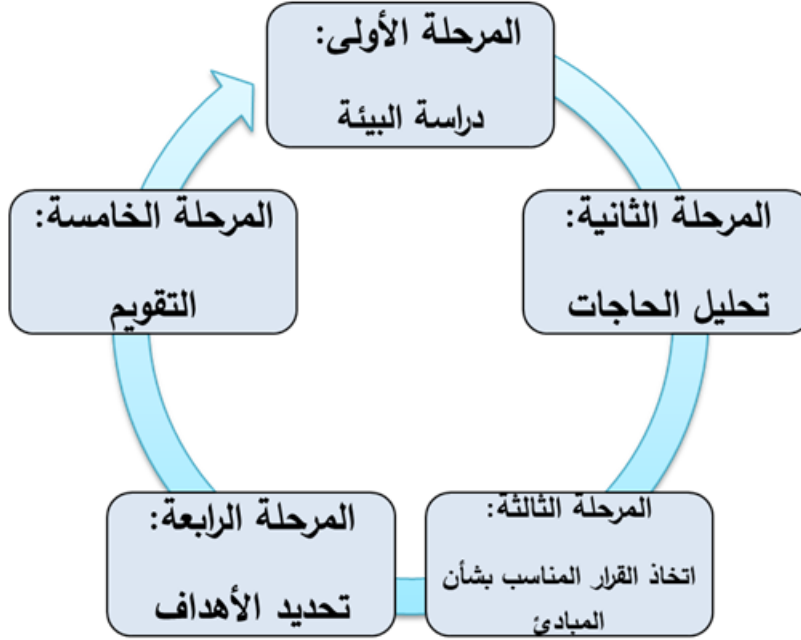 المرحلة الأولى:
دراسة البيئة
المرحلة الثانية:
تحليل الحاجات
المرحلة الثالثة:
اتخاذ القرار المناسب بشأن
المبادئ
المرحلة الرابعة:
تحديد الأهداف
المرحلة الخامسة:
التقويم